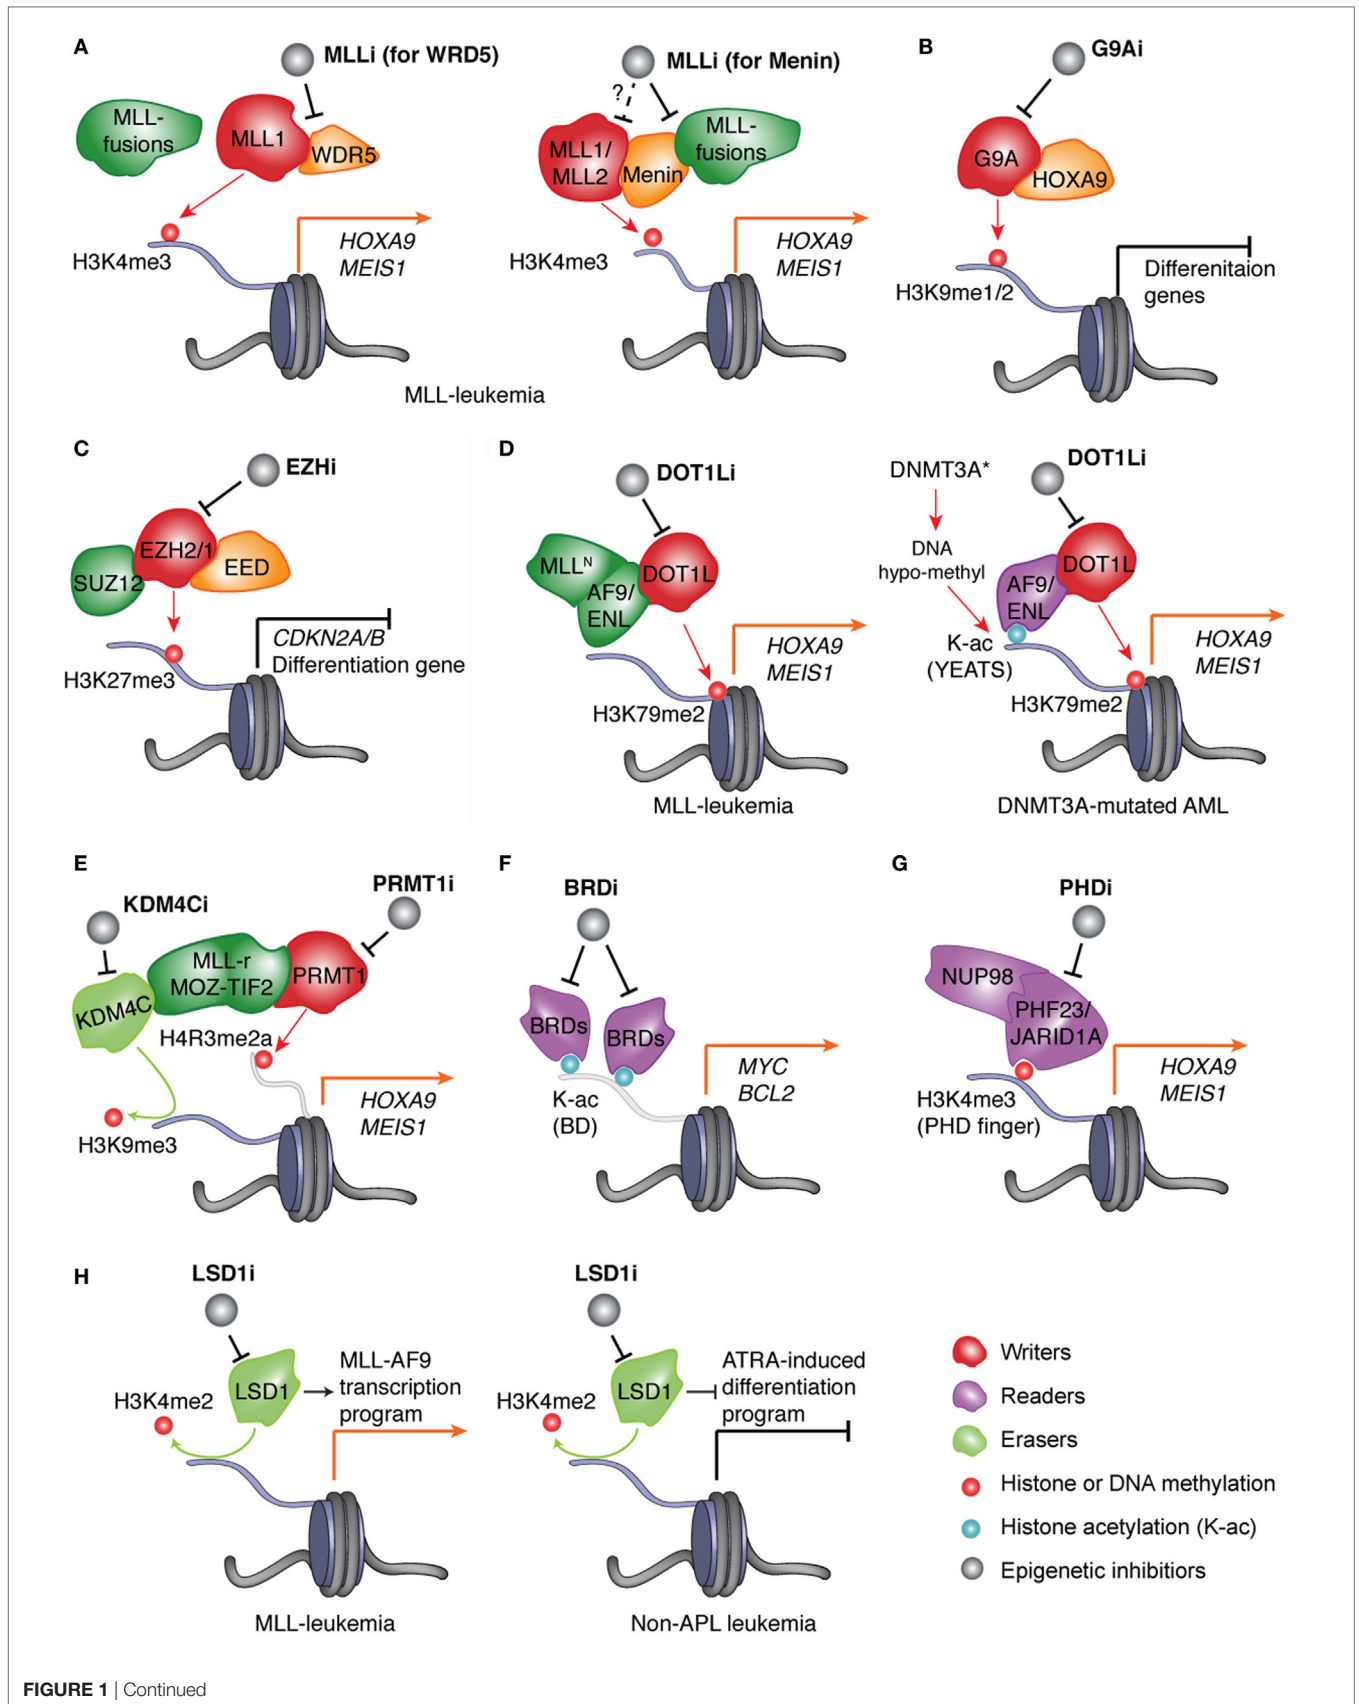 A
MLLi (for WRD5)
MLL-
fusions
MLL1
WDR5
H3K4me3
HOXA9
MEIS1
MLLi (for Menin)
?
MLL1/
MLL2
Menin
MLL-
fusions
H3K4me3
HOXA9
MEIS1
MLL-leukemia
B
G9Ai
G9A
HOXA9
H3K9me1/2
Differenitaion
genes
C
EZHi
EZH2/1
SUZ12
EED
H3K27me3
CDKN2A/B
Differentiation gene
D
DOT1Li
MLLᴺ
AF9/
ENL
DOT1L
HOXA9
MEIS1
H3K79me2
MLL-leukemia
DNMT3A*
DNA
hypo-methyl
DOT1Li
DOT1L
AF9/
ENL
K-ac
(YEATS)
HOXA9
MEIS1
H3K79me2
DNMT3A-mutated AML
E
KDM4Ci
PRMT1i
MLL-r
MOZ-TIF2
PRMT1
KDM4C
H4R3me2a
H3K9me3
HOXA9
MEIS1
F
BRDi
BRDs
BRDs
K-ac
(BD)
MYC
BCL2
G
PHDi
NUP98
PHF23/
JARID1A
H3K4me3
(PHD finger)
HOXA9
MEIS1
H
LSD1i
LSD1
H3K4me2
MLL-AF9
transcription
program
MLL-leukemia
LSD1i
LSD1
H3K4me2
ATRA-induced
differentiation
program
Non-APL leukemia
Writers
Readers
Erasers
Histone or DNA methylation
Histone acetylation (K-ac)
Epigenetic inhibitiors
FIGURE 1 | Continued